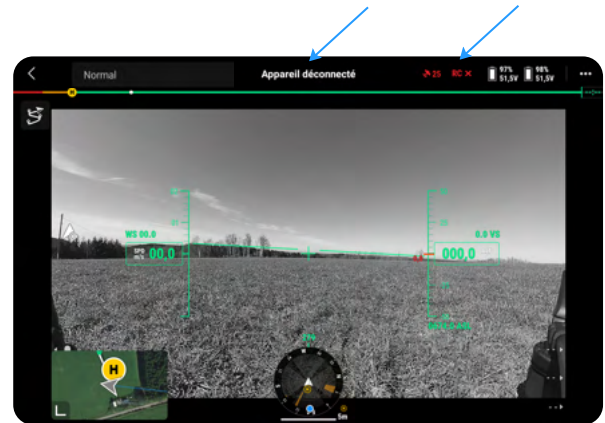 Normal
Appareil déconnecté
25
RC
97%
51,5V
98%
51,5V
H
WS 00.0
SPD
00,0
0.0 VS
000,0
H
5m